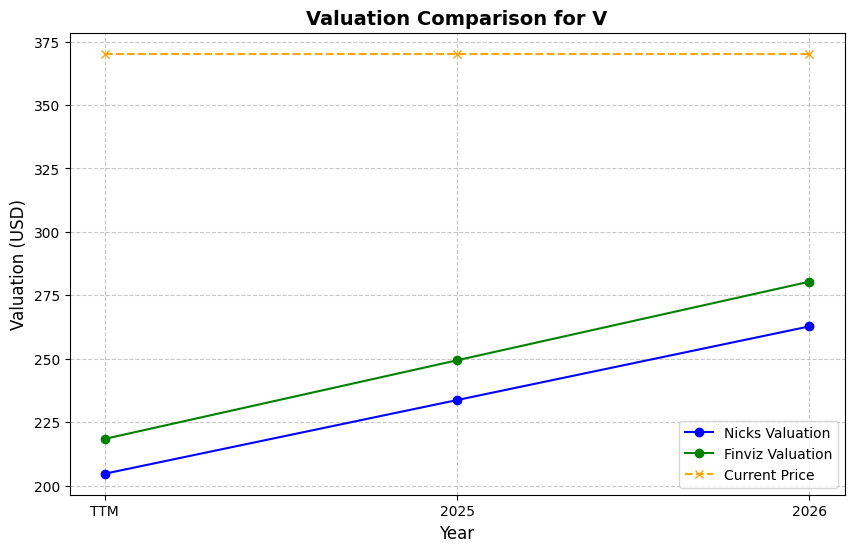 Valuation Comparison for V
Valuation (USD)
375
350
325
300
275
250
225
200
TTM
2025
2026
Year
Nicks Valuation
Finviz Valuation
Current Price